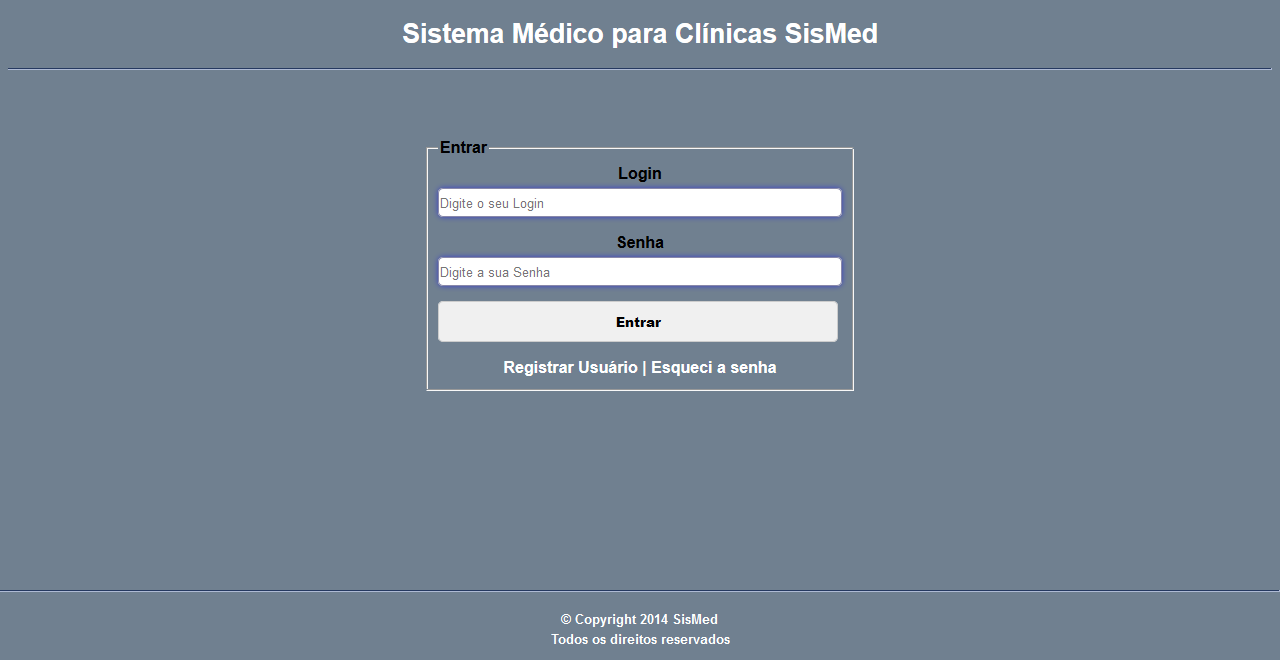 Sistema Médico para Clínicas SisMed
Entrar
Login
Digite o seu Login
Senha
Digite a sua Senha
Entrar
Registrar Usuário | Esqueci a senha
© Copyright 2014 SisMed
Todos os direitos reservados